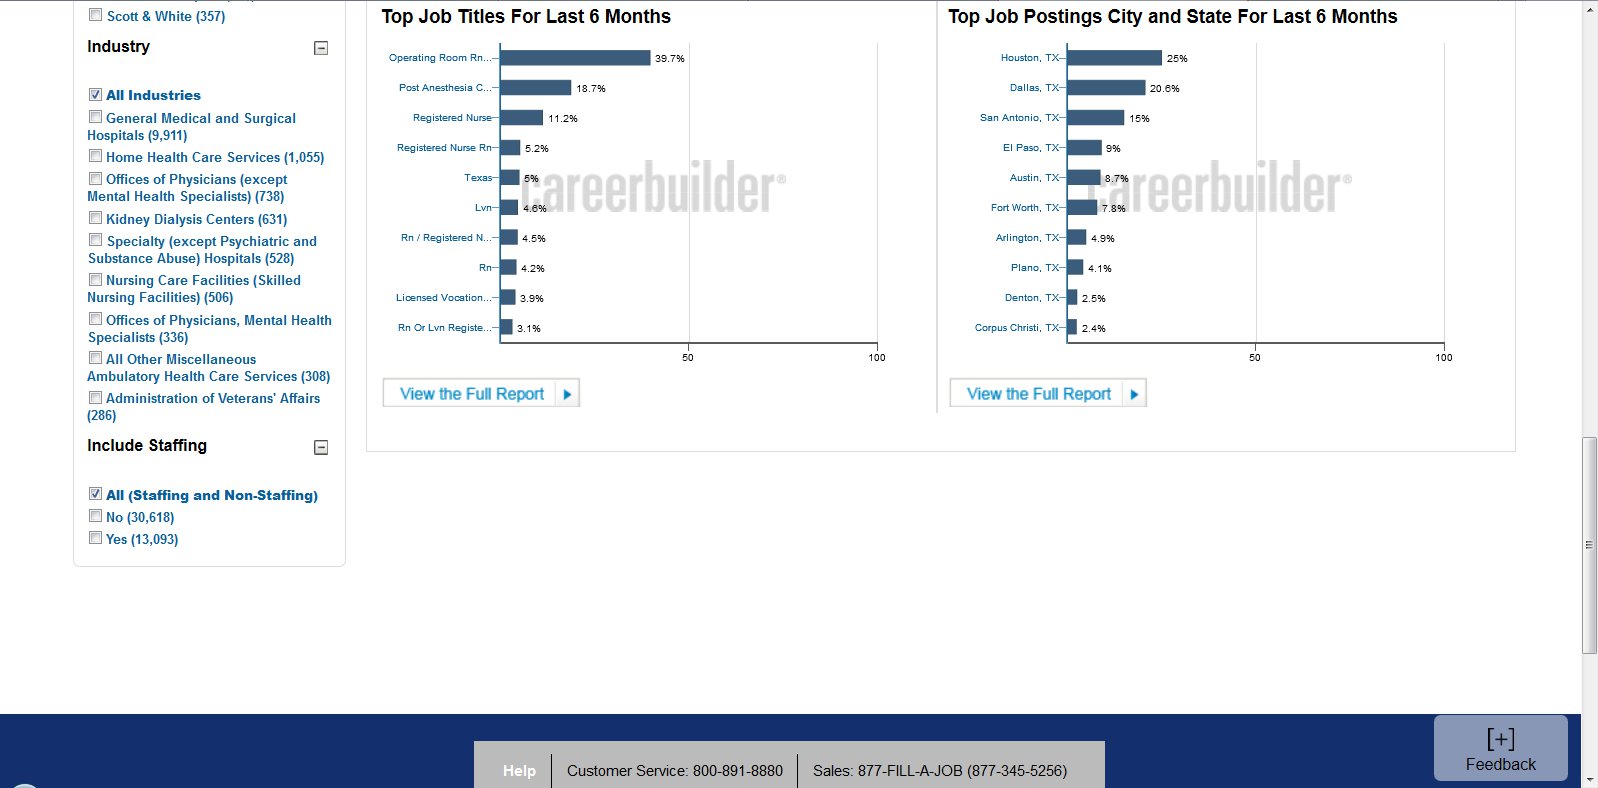 Scott & White (357)
Industry
All Industries
General Medical and Surgical
Hospitals (9,911)
Home Health Care Services (1,055)
Offices of Physicians (except
Mental Health Specialists) (738)
Kidney Dialysis Centers (631)
Specialty (except Psychiatric and
Substance Abuse) Hospitals (528)
Nursing Care Facilities (Skilled
Nursing Facilities) (506)
Offices of Physicians, Mental Health
Specialists (336)
All Other Miscellaneous
Ambulatory Health Care Services (308)
Administration of Veterans' Affairs
(286)
Include Staffing
All (Staffing and Non-Staffing)
No (30,618)
Yes (13,093)
Top Job Titles For Last 6 Months
Operating Room Rn... 39.7%
Post Anesthesia C... 18.7%
Registered Nurse 11.2%
Registered Nurse Rn 5.2%
Texas 5%
Lvn 4.6%
Rn / Registered N... 4.5%
Rn 4.2%
Licensed Vocation... 3.9%
Rn Or Lvn Registe... 3.1%
50 100
careerbuilder®
View the Full Report
Top Job Postings City and State For Last 6 Months
Houston, TX 25%
Dallas, TX 20.6%
San Antonio, TX 15%
El Paso, TX 9%
Austin, TX 8.7%
Fort Worth, TX 7.8%
Arlington, TX 4.9%
Plano, TX 4.1%
Denton, TX 2.5%
Corpus Christi, TX 2.4%
50 100
careerbuilder®
View the Full Report
[+]
Feedback
Help Customer Service: 800-891-8880 Sales: 877-FILL-A-JOB (877-345-5256)